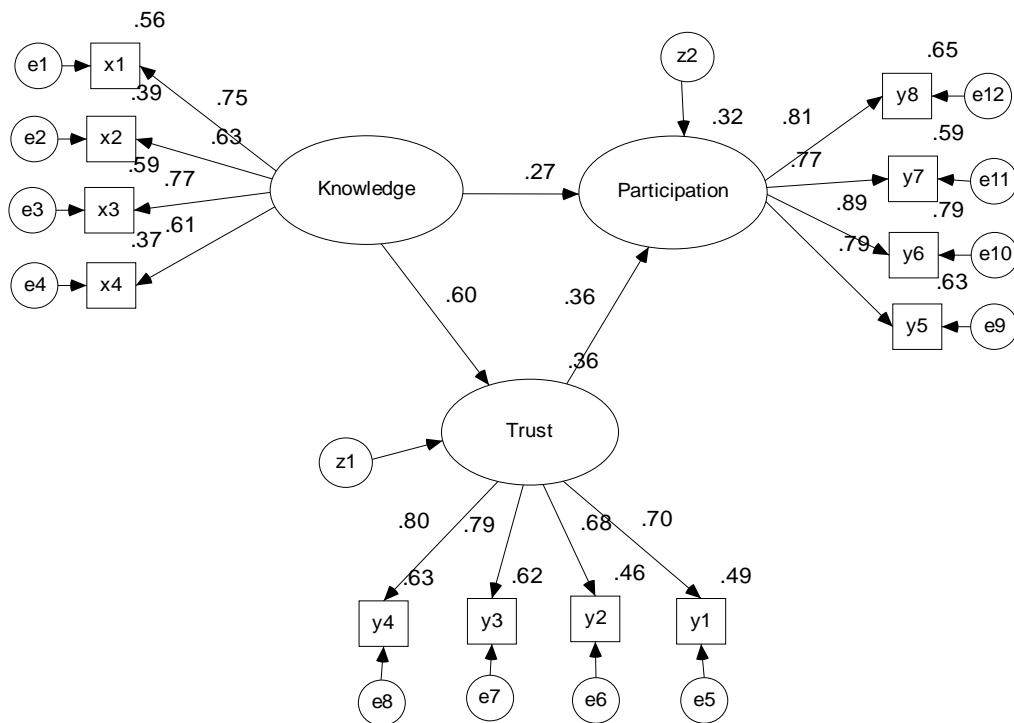 .56
e1
x1
.39
.75
e2
x2
.63
.59
.77
e3
x3
.37
.61
e4
x4
Knowledge
.27
.60
z2
.32
Participation
.81
.65
y8
e12
.77
.59
y7
e11
.89
.79
y6
e10
.79
.63
y5
e9
.36
.36
Trust
z1
.80
.79
.68
.70
.63
.62
.46
.49
y4
y3
y2
y1
e8
e7
e6
e5